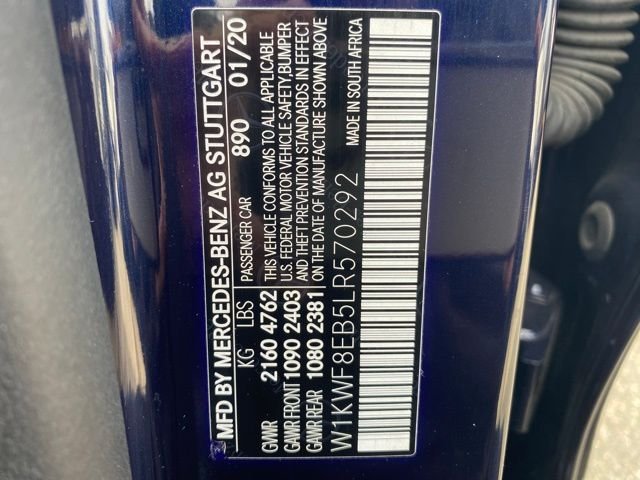 MFD BY MERCEDES-BENZ AG STUTTGART
890 01/20
KG LBS PASSENGER CAR
GWWR 2160 4762
GAWR FRONT 1090 2403
GAWR REAR 1080 2381
THIS VEHICLE CONFORMS TO ALL APPLICABLE
U.S. FEDERAL MOTOR VEHICLE SAFETY,BUMPER
AND THEFT PREVENTION STANDARDS IN EFFECT
ON THE DATE OF MANUFACTURE SHOWN ABOVE
W1KWF8EB5LR570292 MADE IN SOUTH AFRICA